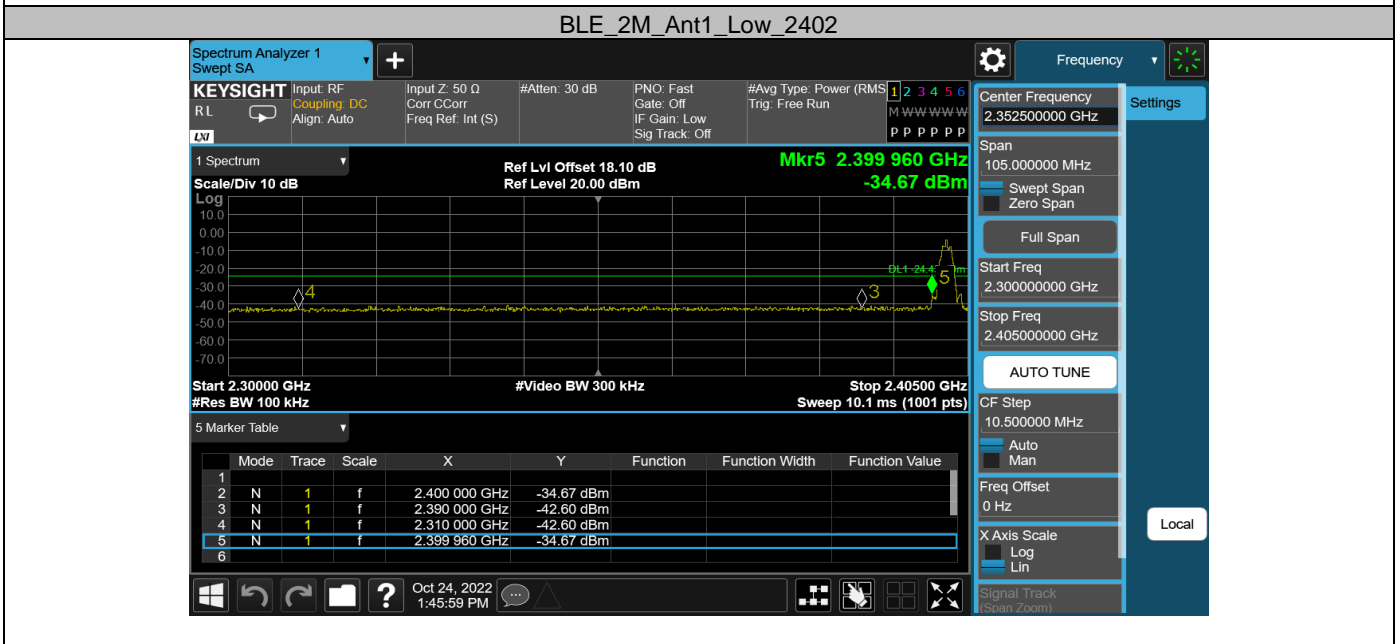 BLE_2M_Ant1_Low_2402
Spectrum Analyzer 1
Swept SA
Frequency
KEYSIGHT
RL
LXI
Input: RF
Coupling: DC
Align: Auto
Input Z: 50 Ω
Corr CCorr
Freq Ref: Int (S)
#Atten: 30 dB
PNO: Fast
Gate: Off
IF Gain: Low
Sig Track: Off
#Avg Type: Power (RMS
Trig: Free Run
1 2 3 4 5 6
M W W W W W
P P P P P P
1 Spectrum
Scale/Div 10 dB
Ref Lvl Offset 18.10 dB
Ref Level 20.00 dBm
Mkr5 2.399 960 GHz
-34.67 dBm
Log
10.0
0.00
-10.0
-20.0
-30.0
-40.0
-50.0
-60.0
-70.0
4
3
5
Start 2.30000 GHz
#Video BW 300 kHz
Stop 2.40500 GHz
#Res BW 100 kHz
Sweep 10.1 ms (1001 pts)
5 Marker Table
Mode Trace Scale X Y Function Function Width Function Value
1
2 N 1 f 2.400 000 GHz -34.67 dBm
3 N 1 f 2.390 000 GHz -42.60 dBm
4 N 1 f 2.310 000 GHz -42.60 dBm
5 N 1 f 2.399 960 GHz -34.67 dBm
6
Oct 24, 2022
1:45:59 PM
Center Frequency
2.352500000 GHz
Settings
Span
105.000000 MHz
Swept Span
Zero Span
Full Span
Start Freq
2.300000000 GHz
Stop Freq
2.405000000 GHz
AUTO TUNE
CF Step
10.500000 MHz
Auto
Man
Freq Offset
0 Hz
X Axis Scale
Log
Lin
Local
Signal Track
(Span Zoom)